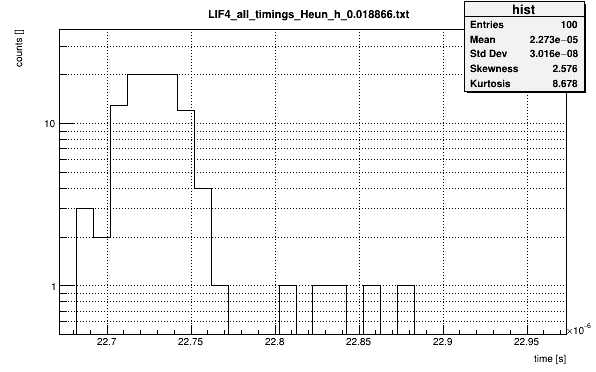 LIF4_all_timings_Heun_h_0.018866.txt
hist
Entries 100
Mean 2.273e−05
Std Dev 3.016e−08
Skewness 2.576
Kurtosis 8.678
counts []
10
1
22.7 22.75 22.8 22.85 22.9 22.95
×10−6
time [s]